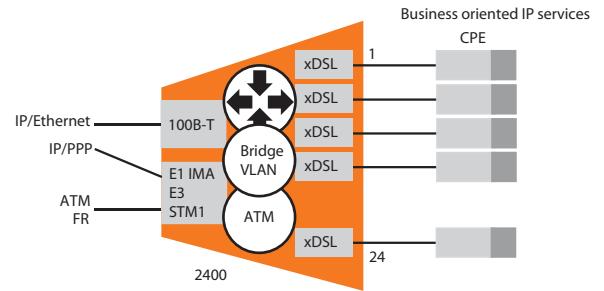 Business oriented IP services
CPE
xDSL
1
xDSL
IP/Ethernet
100B-T
xDSL
IP/PPP
Bridge
VLAN
xDSL
E1 IMA
E3
STM1
ATM
FR
ATM
xDSL
24
2400